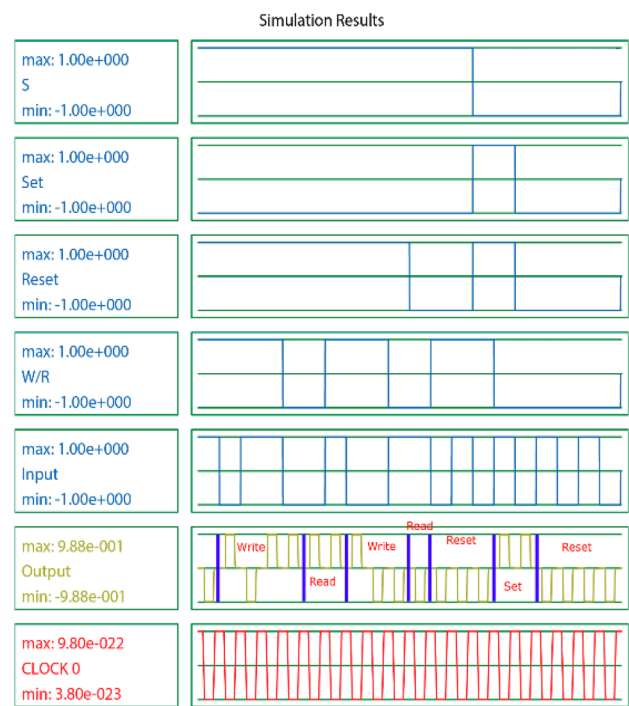 Simulation Results
max: 1.00e+000
S
min: -1.00e+000
max: 1.00e+000
Set
min: -1.00e+000
max: 1.00e+000
Reset
min: -1.00e+000
max: 1.00e+000
W/R
min: -1.00e+000
max: 1.00e+000
Input
min: -1.00e+000
max: 9.88e-001
Output
min: -9.88e-001
Write
Read
Write
Read
Reset
Set
Reset
max: 9.80e-022
CLOCK 0
min: 3.80e-023